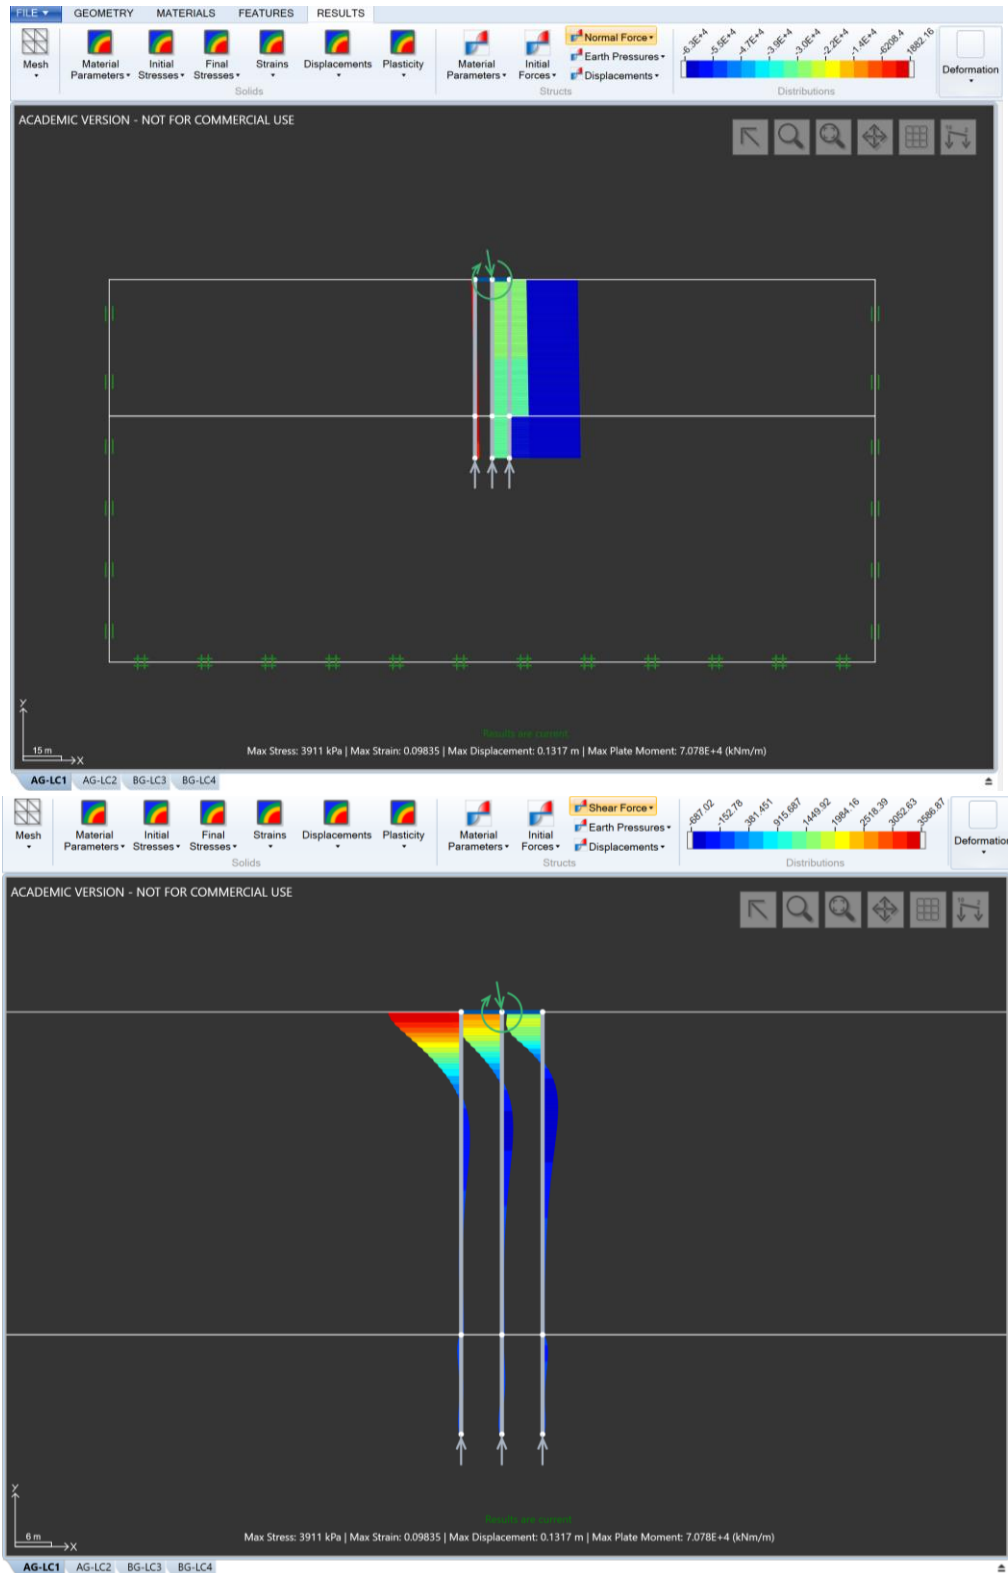 FILE GEOMETRY MATERIALS FEATURES RESULTS
Mesh
Material Parameters
Initial Stresses
Final Stresses
Strains
Displacements
Plasticity
Solids
Material Parameters
Initial Forces
Normal Force
Earth Pressures
Displacements
Structs
-6.3E+4 -5.5E+4 -4.7E+4 -3.9E+4 -3.0E+4 -2.2E+4 -1.4E+4 -6208.4 1882.16
Distributions
Deformation
ACADEMIC VERSION - NOT FOR COMMERCIAL USE
Y
15 m
X
Results are current
Max Stress: 3911 kPa | Max Strain: 0.09835 | Max Displacement: 0.1317 m | Max Plate Moment: 7.078E+4 (kNm/m)
AG-LC1 AG-LC2 BG-LC3 BG-LC4
Mesh
Material Parameters
Initial Stresses
Final Stresses
Strains
Displacements
Plasticity
Solids
Material Parameters
Initial Forces
Shear Force
Earth Pressures
Displacements
Structs
-687.02 -152.78 381.451 915.687 1449.92 1984.16 2518.39 3052.63 3586.87
Distributions
Deformation
ACADEMIC VERSION - NOT FOR COMMERCIAL USE
Y
6 m
X
Results are current
Max Stress: 3911 kPa | Max Strain: 0.09835 | Max Displacement: 0.1317 m | Max Plate Moment: 7.078E+4 (kNm/m)
AG-LC1 AG-LC2 BG-LC3 BG-LC4